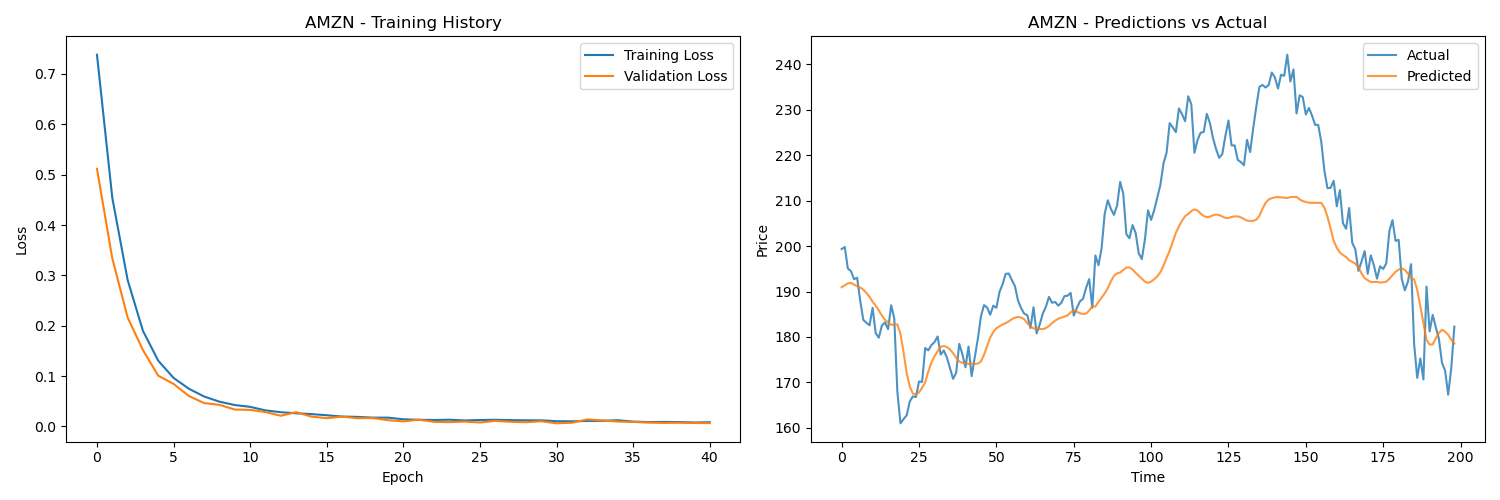 AMZN - Training History
Training Loss
Validation Loss
Loss
0.7
0.6
0.5
0.4
0.3
0.2
0.1
0.0
0 5 10 15 20 25 30 35 40
Epoch
AMZN - Predictions vs Actual
Actual
Predicted
Price
240
230
220
210
200
190
180
170
160
0 25 50 75 100 125 150 175 200
Time